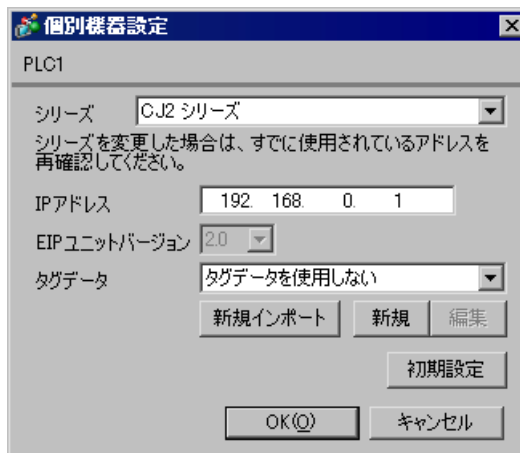 個別機器設定
PLC1
シリーズ CJ2 シリーズ
シリーズを変更した場合は、すでに使用されているアドレスを
再確認してください。
IPアドレス 192. 168. 0. 1
EIPユニットバージョン 2.0
タグデータ タグデータを使用しない
新規インポート 新規 編集
初期設定
OK(O) キャンセル